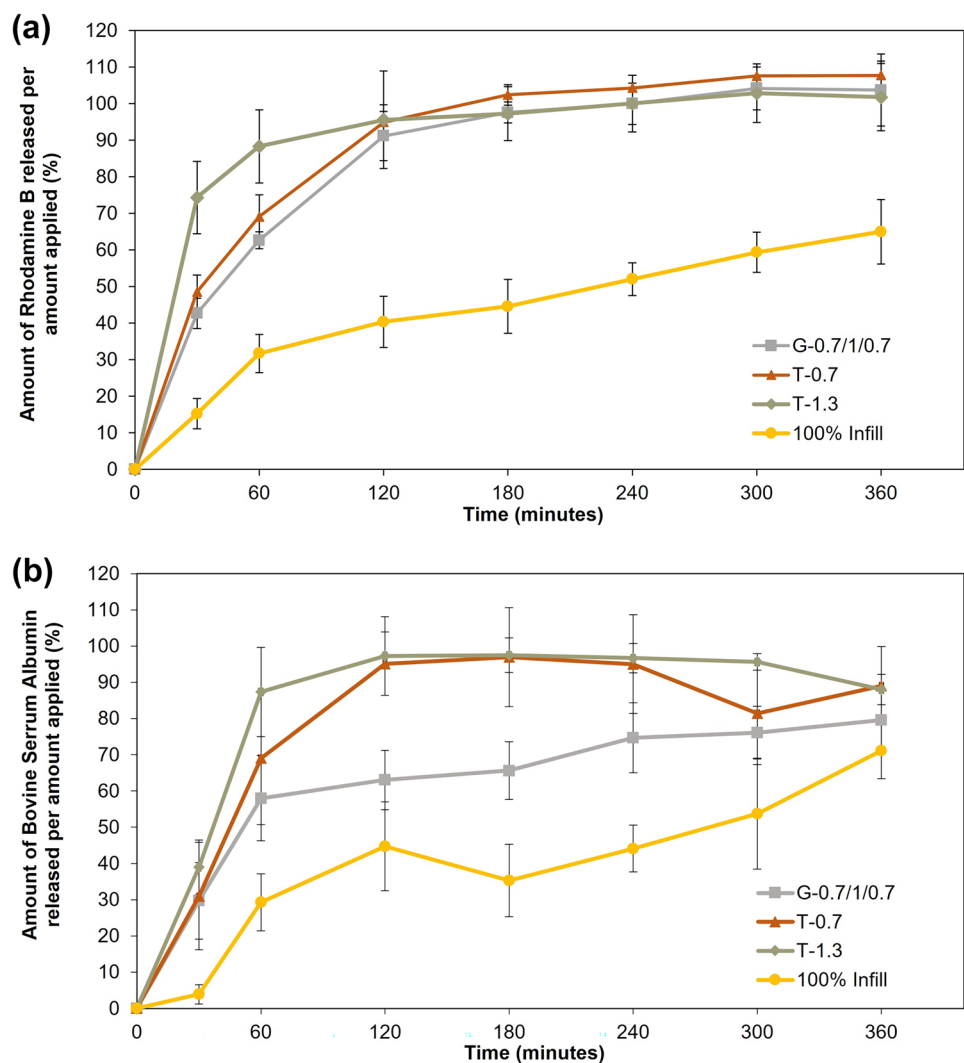 (a)
Amount of Rhodamine B released per
amount applied (%)
120
110
100
90
80
70
60
50
40
30
20
10
0
G-0.7/1/0.7
T-0.7
T-1.3
100% Infill
0 60 120 180 240 300 360
Time (minutes)
(b)
Amount of Bovine Serrum Albumin
released per amount applied (%)
120
110
100
90
80
70
60
50
40
30
20
10
0
G-0.7/1/0.7
T-0.7
T-1.3
100% Infill
0 60 120 180 240 300 360
Time (minutes)